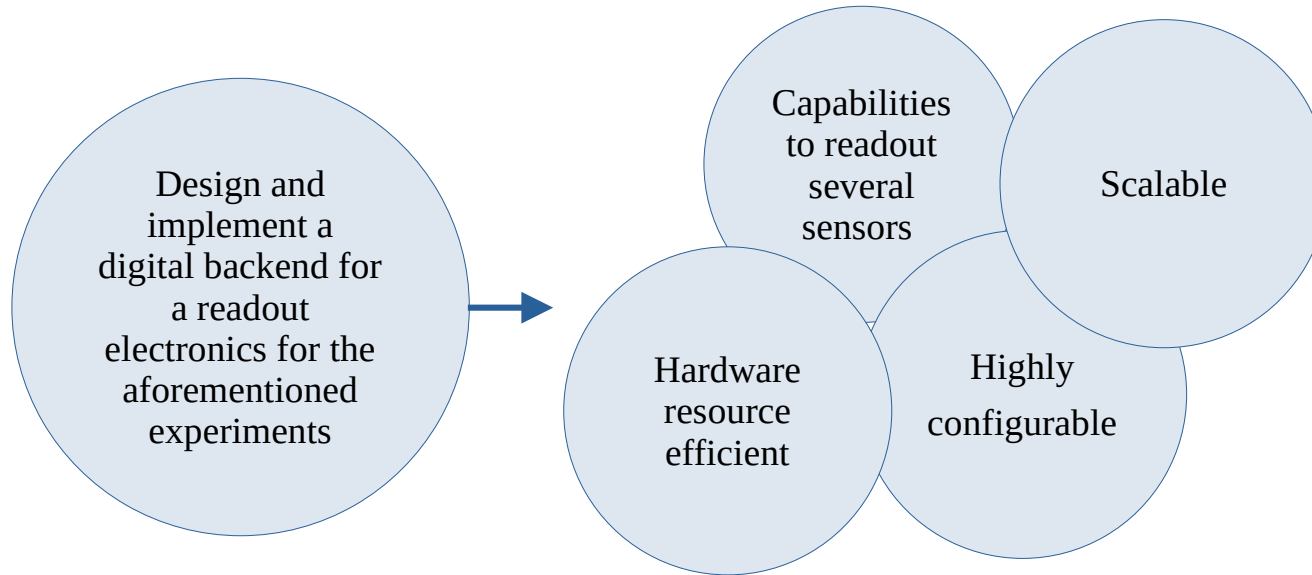 Design and
implement a
digital backend for
a readout
electronics for the
aforementioned
experiments
Capabilities
to readout
several
sensors
Scalable
Hardware
resource
efficient
Highly
configurable